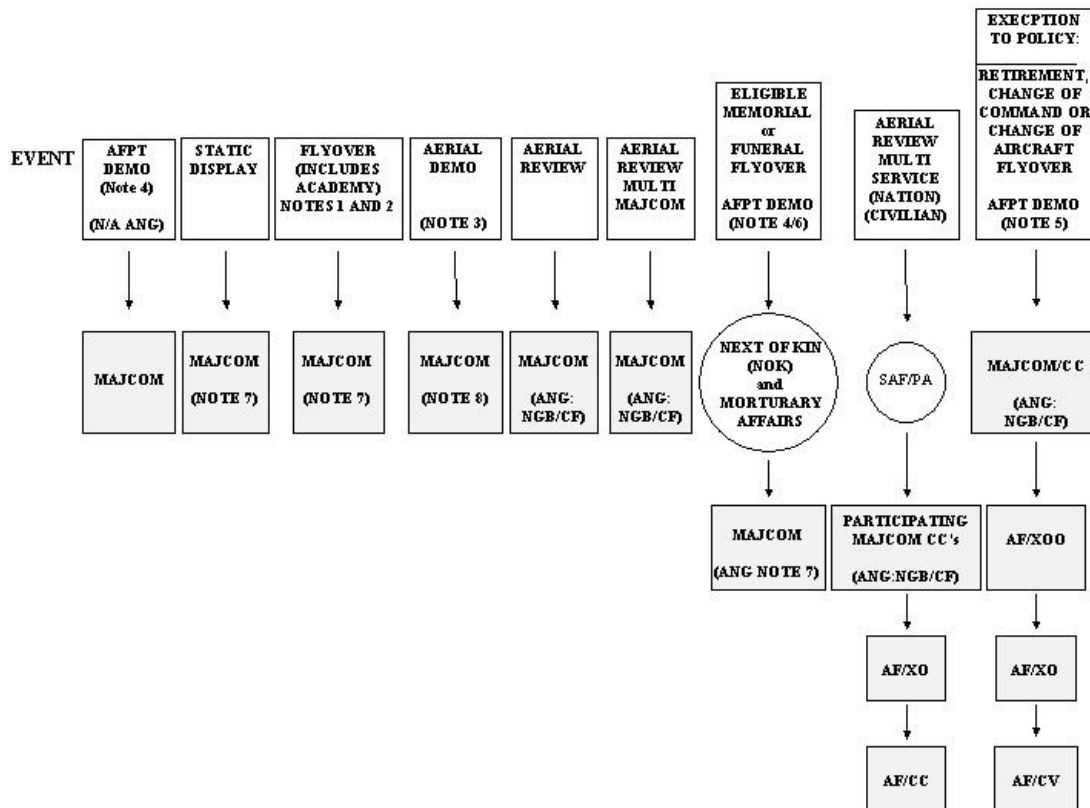 EVENT
AFPT
DEMO
(Note 4)
(N/A ANG)
STATIC
DISPLAY
FLYOVER
(INCLUDES
ACADEMY)
NOTES 1 AND 2
AERIAL
DEMO
(NOTE 3)
AERIAL
REVIEW
AERIAL
REVIEW
MULTI
MAJCOM
ELIGIBLE
MEMORIAL
or
FUNERAL
FLYOVER
AFPT DEMO
(NOTE 4/6)
AERIAL
REVIEW
MULTI
SERVICE
(NATION)
(CIVILIAN)
EXECPTION
TO POLICY:
RETIREMENT,
CHANGE OF
COMMAND OR
CHANGE OF
AIRCRAFT
FLYOVER
AFPT DEMO
(NOTE 5)
MAJCOM
MAJCOM
(NOTE 7)
MAJCOM
(NOTE 7)
MAJCOM
(NOTE 8)
MAJCOM
(ANG:
NGB/CF)
MAJCOM
(ANG:
NGB/CF)
NEXT OF KIN
(NOK)
and
MORTURARY
AFFAIRS
SAF/PA
MAJCOM/CC
(ANG:
NGB/CF)
MAJCOM
(ANG NOTE 7)
PARTICIPATING
MAJCOM CC's
(ANG:NGB/CF)
AF/XOO
AF/XO
AF/XO
AF/CC
AF/CV